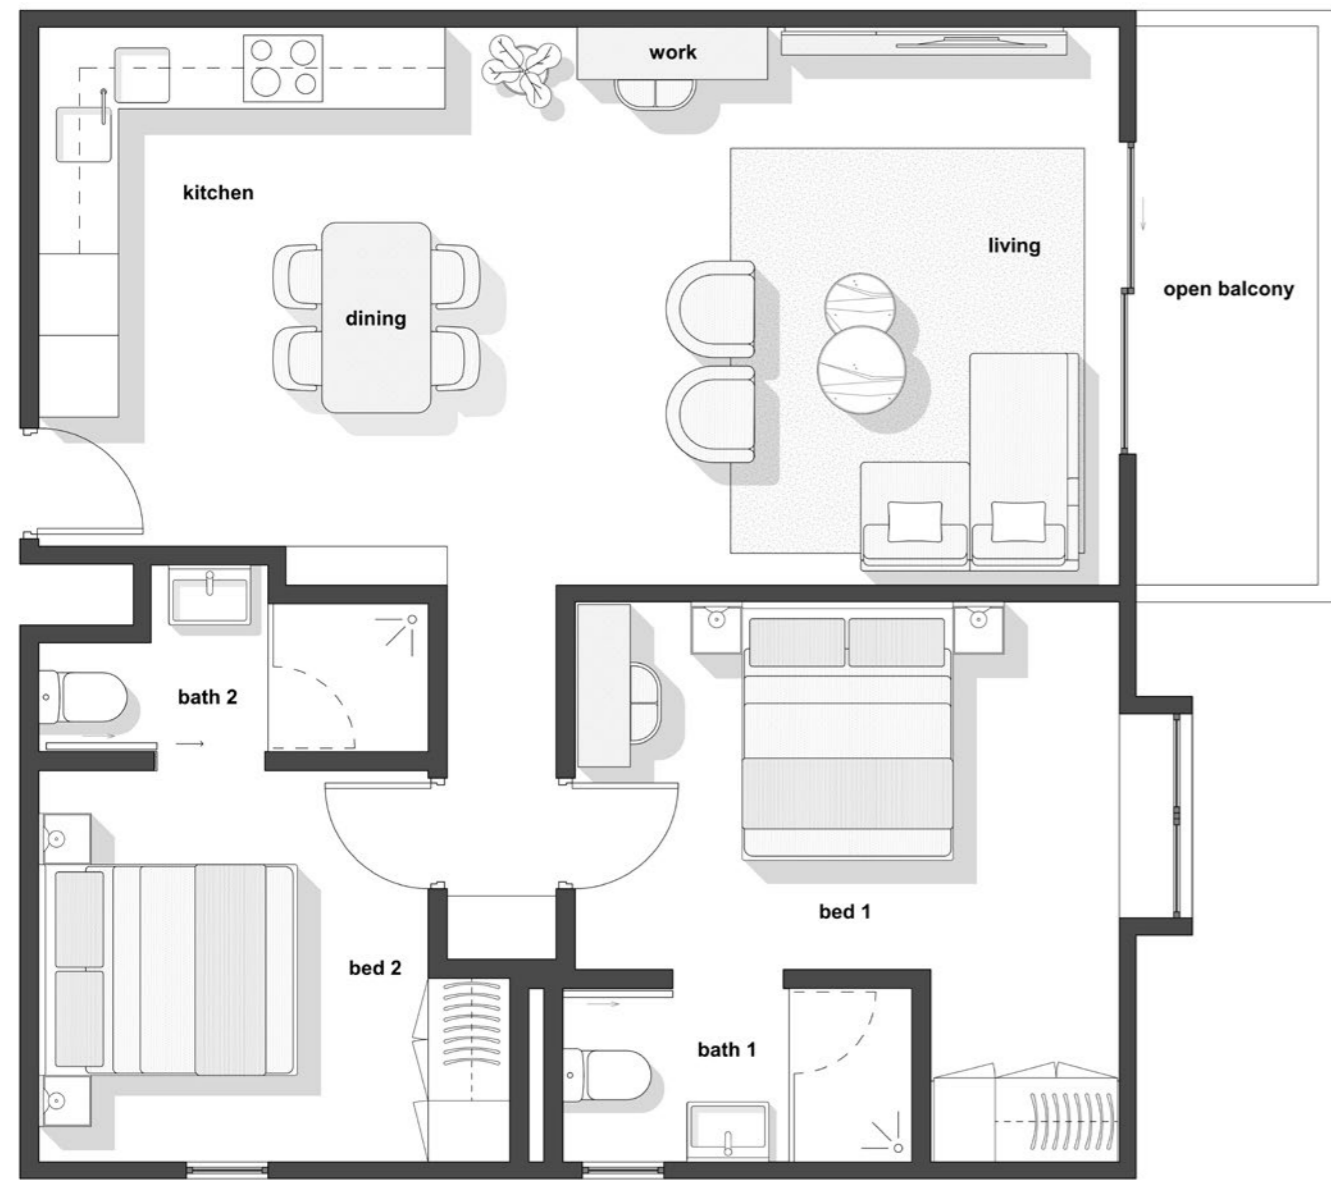 work
kitchen
living
open balcony
dining
bath 2
bed 1
bed 2
bath 1